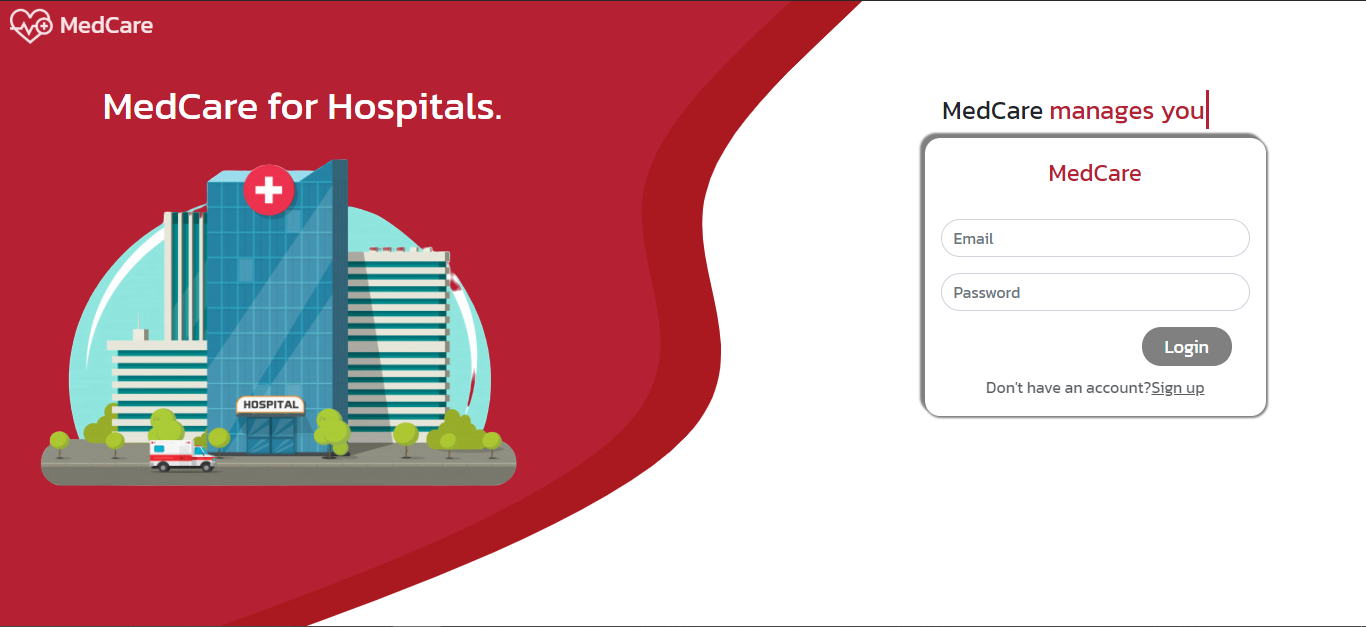 MedCare
MedCare for Hospitals.
HOSPITAL
MedCare manages you
MedCare
Email
Password
Login
Don't have an account?Sign up